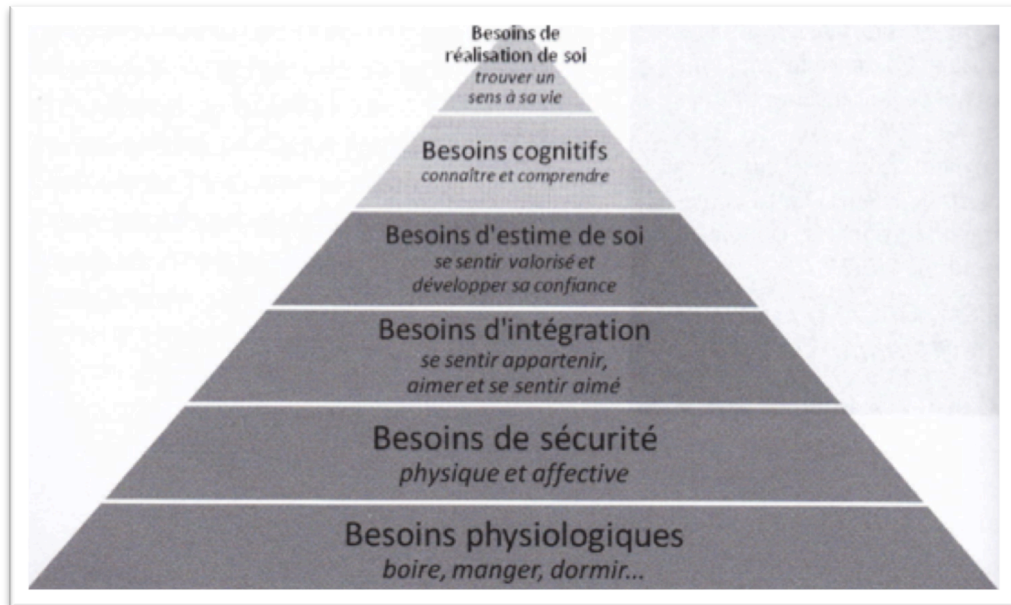 Besoins de
réalisation de soi
trouver un
sens à sa vie
Besoins cognitifs
connaître et comprendre
Besoins d'estime de soi
se sentir valorisé et
développer sa confiance
Besoins d'intégration
se sentir appartenir,
aimer et se sentir aimé
Besoins de sécurité
physique et affective
Besoins physiologiques
boire, manger, dormir...